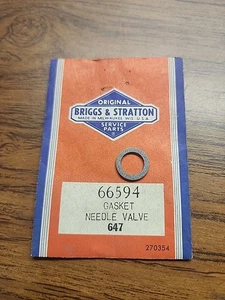 ORIGINAL
BRIGGS & STRATTON
MADE IN MILWAUKEE WIS. U.S.A.
SERVICE
PARTS
66594
GASKET
NEEDLE VALVE
647
270354